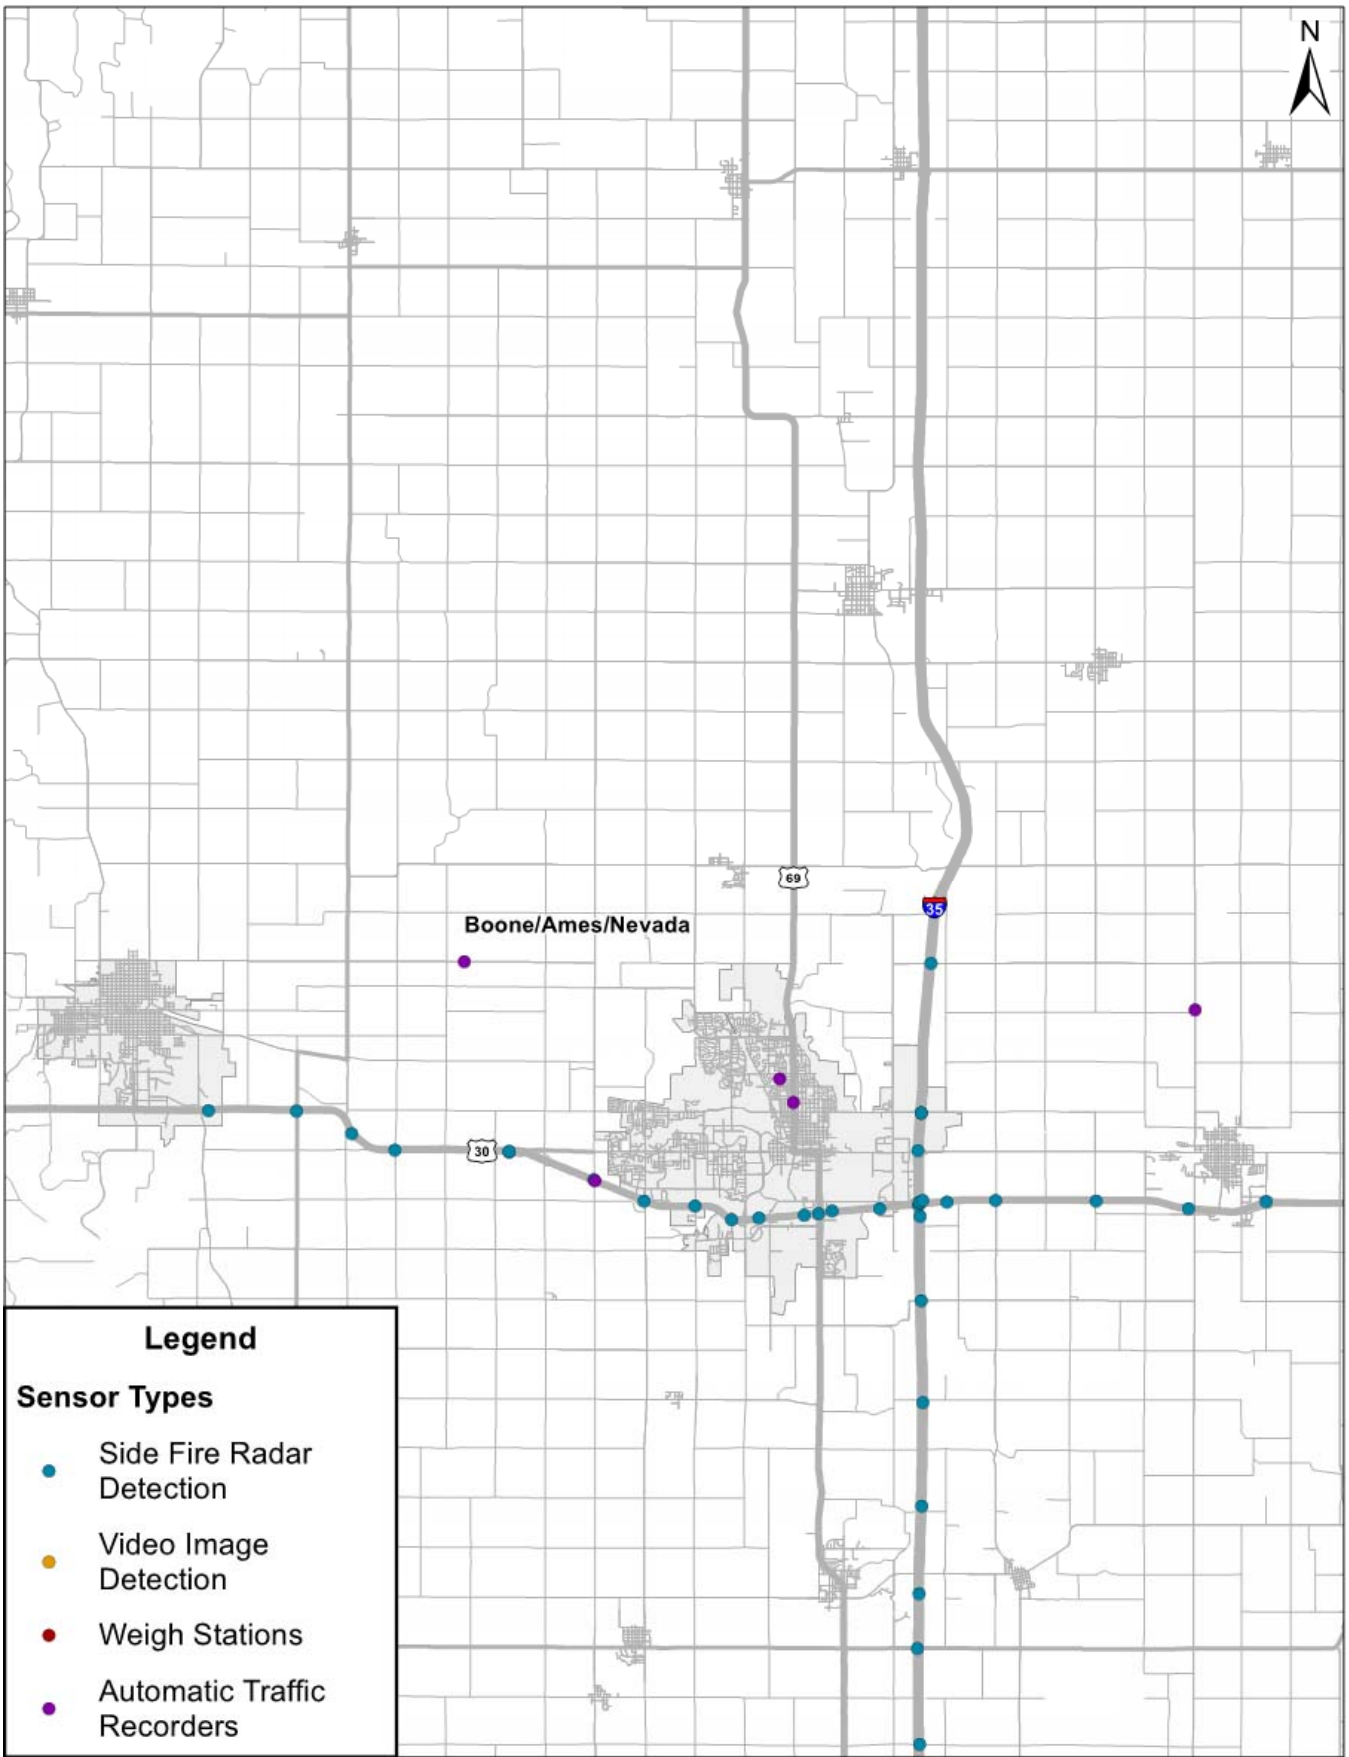 N
69
35
Boone/Ames/Nevada
30
Legend
Sensor Types
Side Fire Radar
Detection
Video Image
Detection
Weigh Stations
Automatic Traffic
Recorders